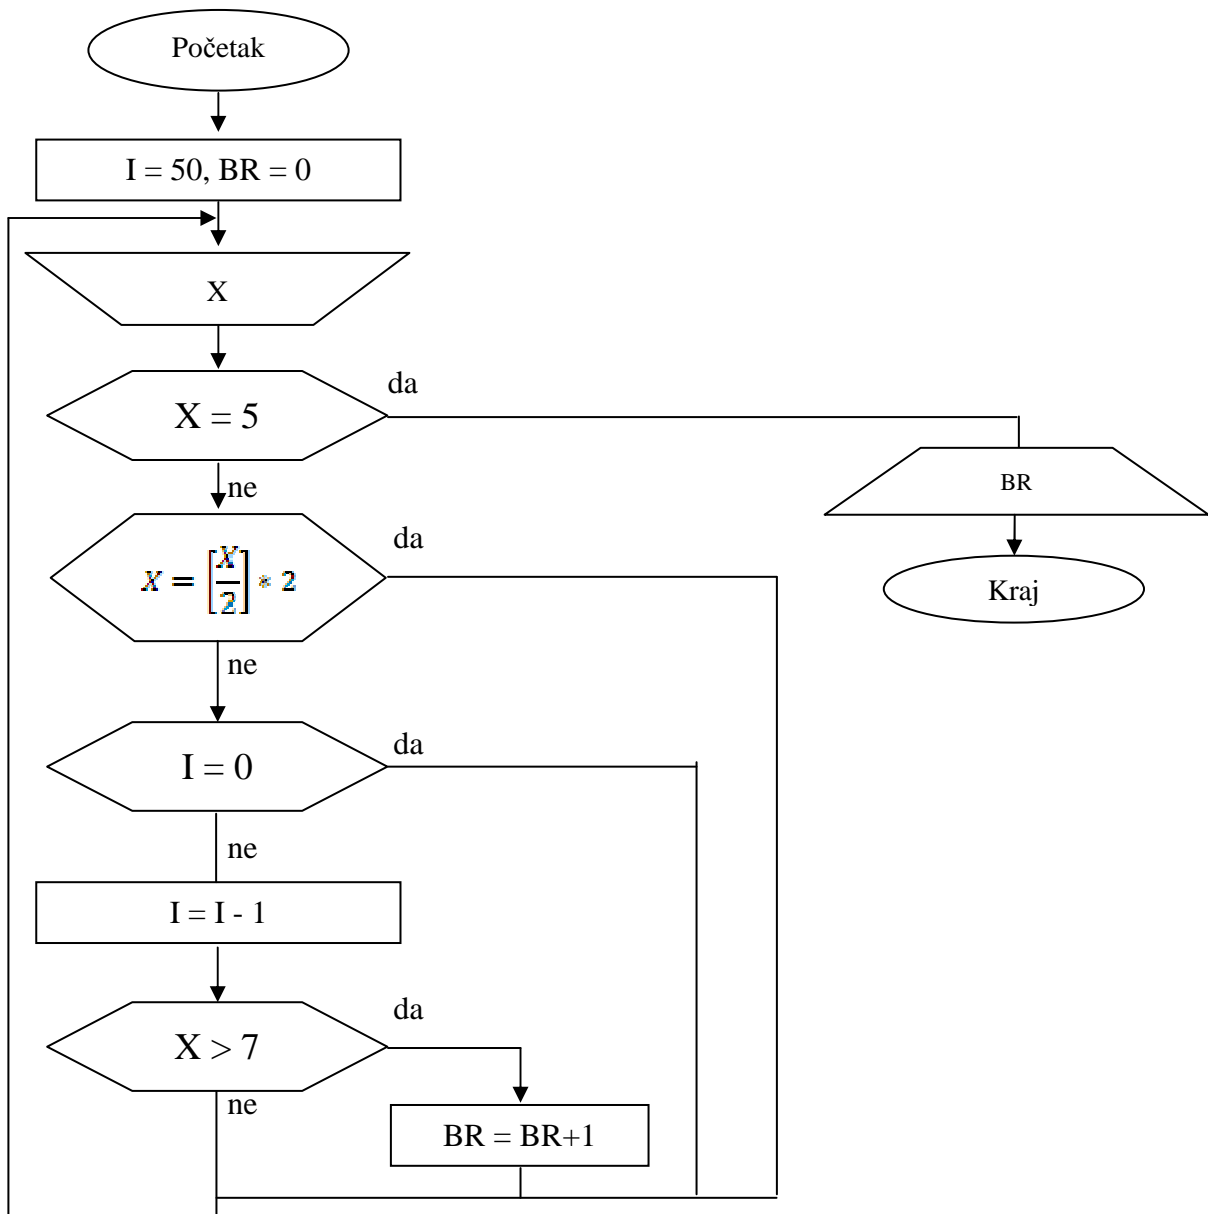 Početak
I = 50, BR = 0
X
X = 5
da
ne
BR
Kraj
X = [X/2] * 2
da
ne
I = 0
da
ne
I = I - 1
X > 7
da
ne
BR = BR+1